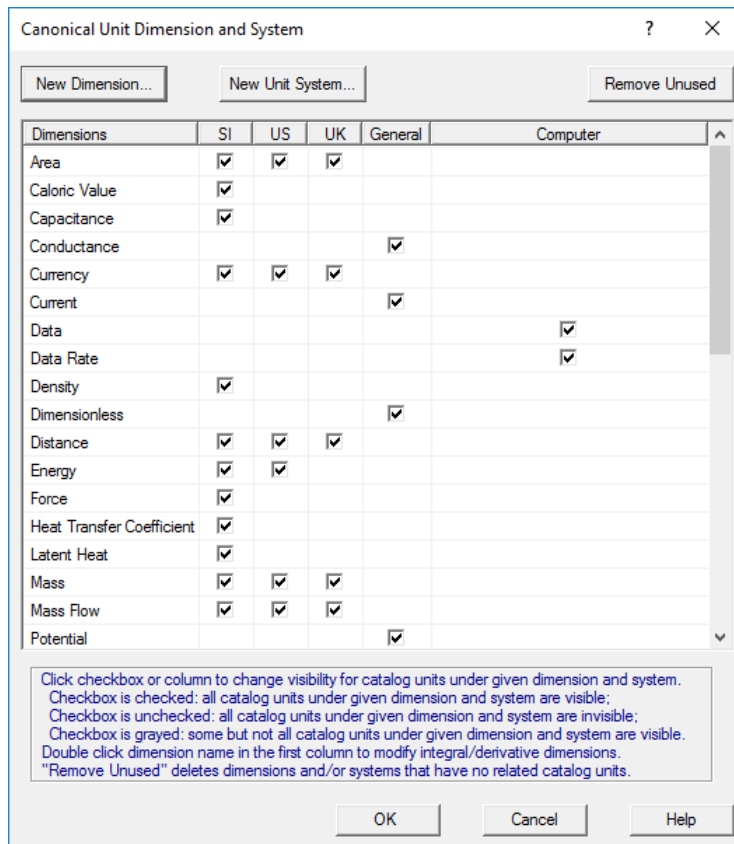 Canonical Unit Dimension and System ?
New Dimension... New Unit System... Remove Unused
Dimensions SI US UK General Computer
Area
Caloric Value
Capacitance
Conductance
Currency
Current
Data
Data Rate
Density
Dimensionless
Distance
Energy
Force
Heat Transfer Coefficient
Latent Heat
Mass
Mass Flow
Potential
Click checkbox or column to change visibility for catalog units under given dimension and system.
Checkbox is checked: all catalog units under given dimension and system are visible;
Checkbox is unchecked: all catalog units under given dimension and system are invisible;
Checkbox is grayed: some but not all catalog units under given dimension and system are visible.
Double click dimension name in the first column to modify integral/derivative dimensions.
"Remove Unused" deletes dimensions and/or systems that have no related catalog units.
OK Cancel Help